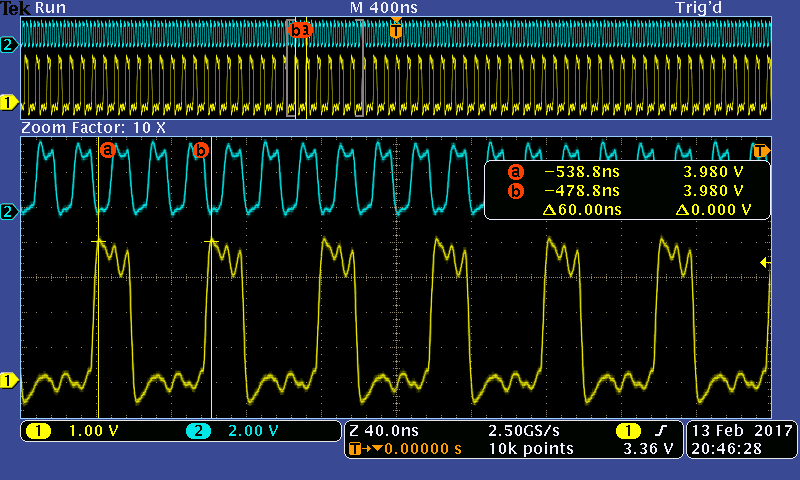 Tek Run M 400ns Trig'd
b a
T
2
1
Zoom Factor: 10 X
a b T
a −538.8ns 3.980 V
b −478.8ns 3.980 V
Δ60.00ns Δ0.000 V
2
1
1 1.00 V 2 2.00 V
Z 40.0ns 2.50GS/s 1 13 Feb 2017
T→▼0.00000 s 10k points 3.36 V 20:46:28